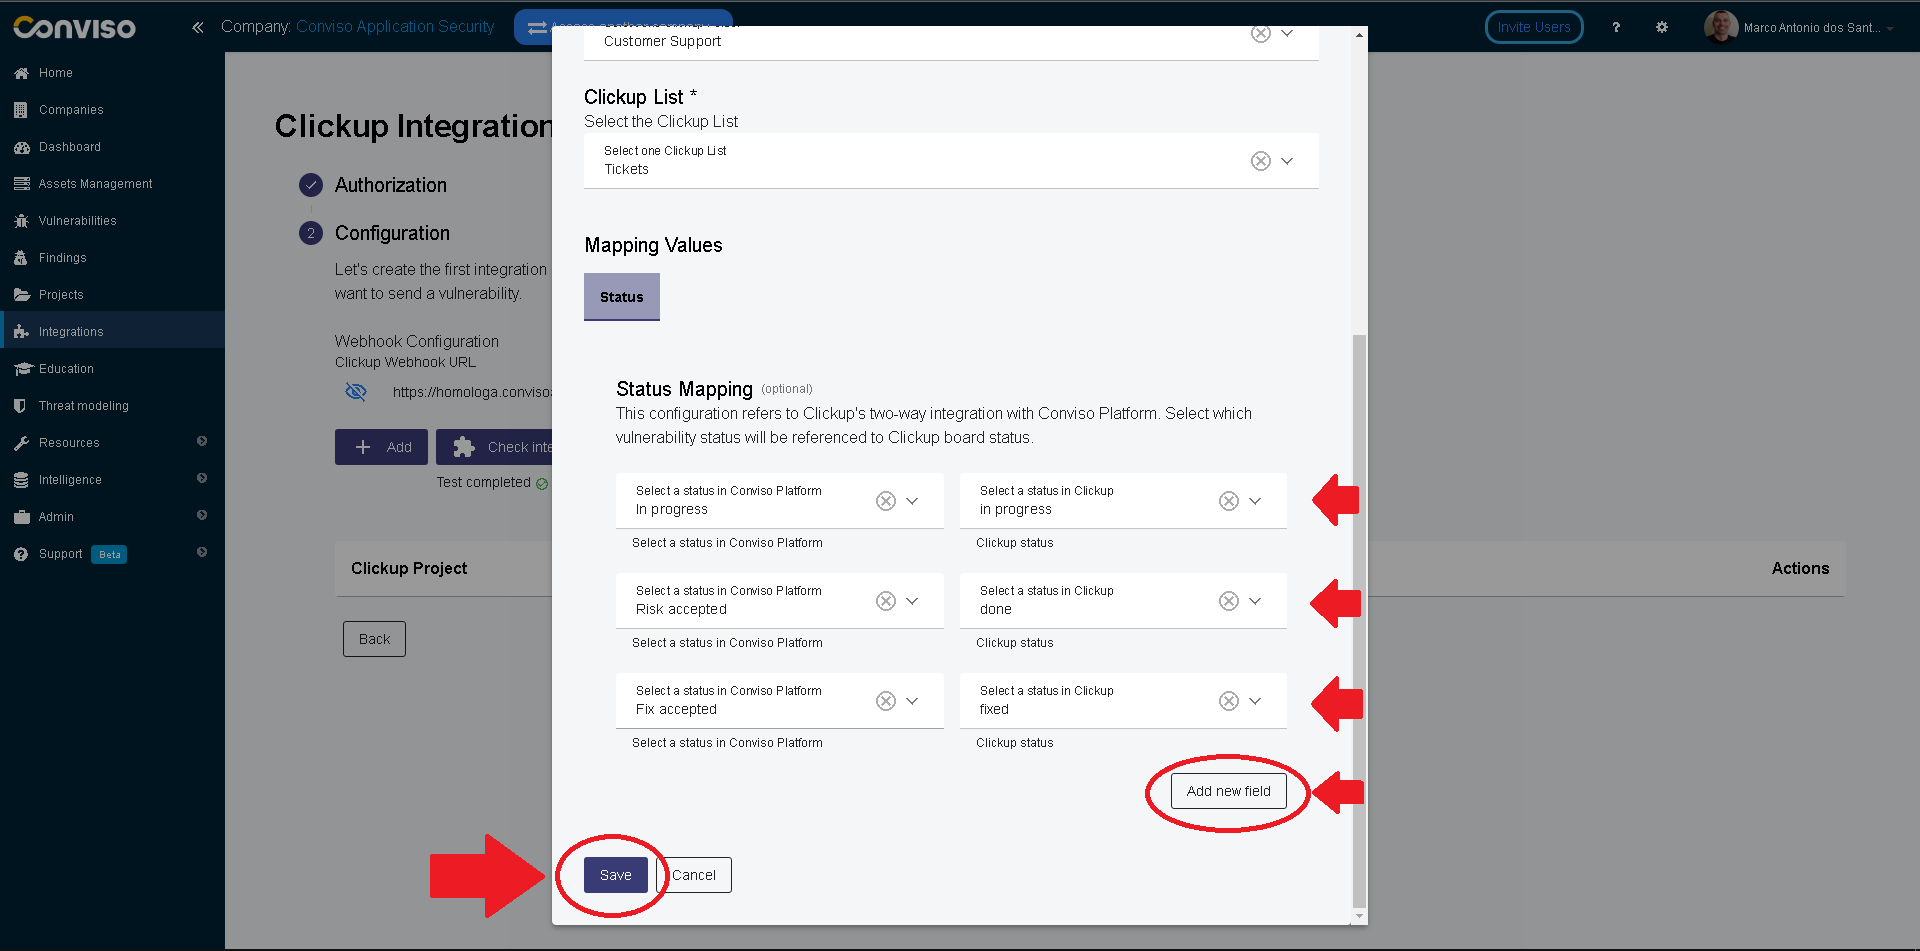 Conviso
Company: Conviso Application Security
Invite Users
?
Marco Antonio dos Sant...
Home
Companies
Dashboard
Assets Management
Vulnerabilities
Findings
Projects
Integrations
Education
Threat modeling
Resources
Intelligence
Admin
Support Beta
Clickup Integration
Authorization
2 Configuration
Let's create the first integration
want to send a vulnerability.
Webhook Configuration
Clickup Webhook URL
https://homologa.conviso
Add
Check inte
Test completed
Clickup Project
Actions
Back
Customer Support
Clickup List *
Select the Clickup List
Select one Clickup List
Tickets
Mapping Values
Status
Status Mapping (optional)
This configuration refers to Clickup's two-way integration with Conviso Platform. Select which
vulnerability status will be referenced to Clickup board status.
Select a status in Conviso Platform
In progress
Select a status in Conviso Platform
Select a status in Clickup
in progress
Clickup status
Select a status in Conviso Platform
Risk accepted
Select a status in Conviso Platform
Select a status in Clickup
done
Clickup status
Select a status in Conviso Platform
Fix accepted
Select a status in Conviso Platform
Select a status in Clickup
fixed
Clickup status
Add new field
Save
Cancel